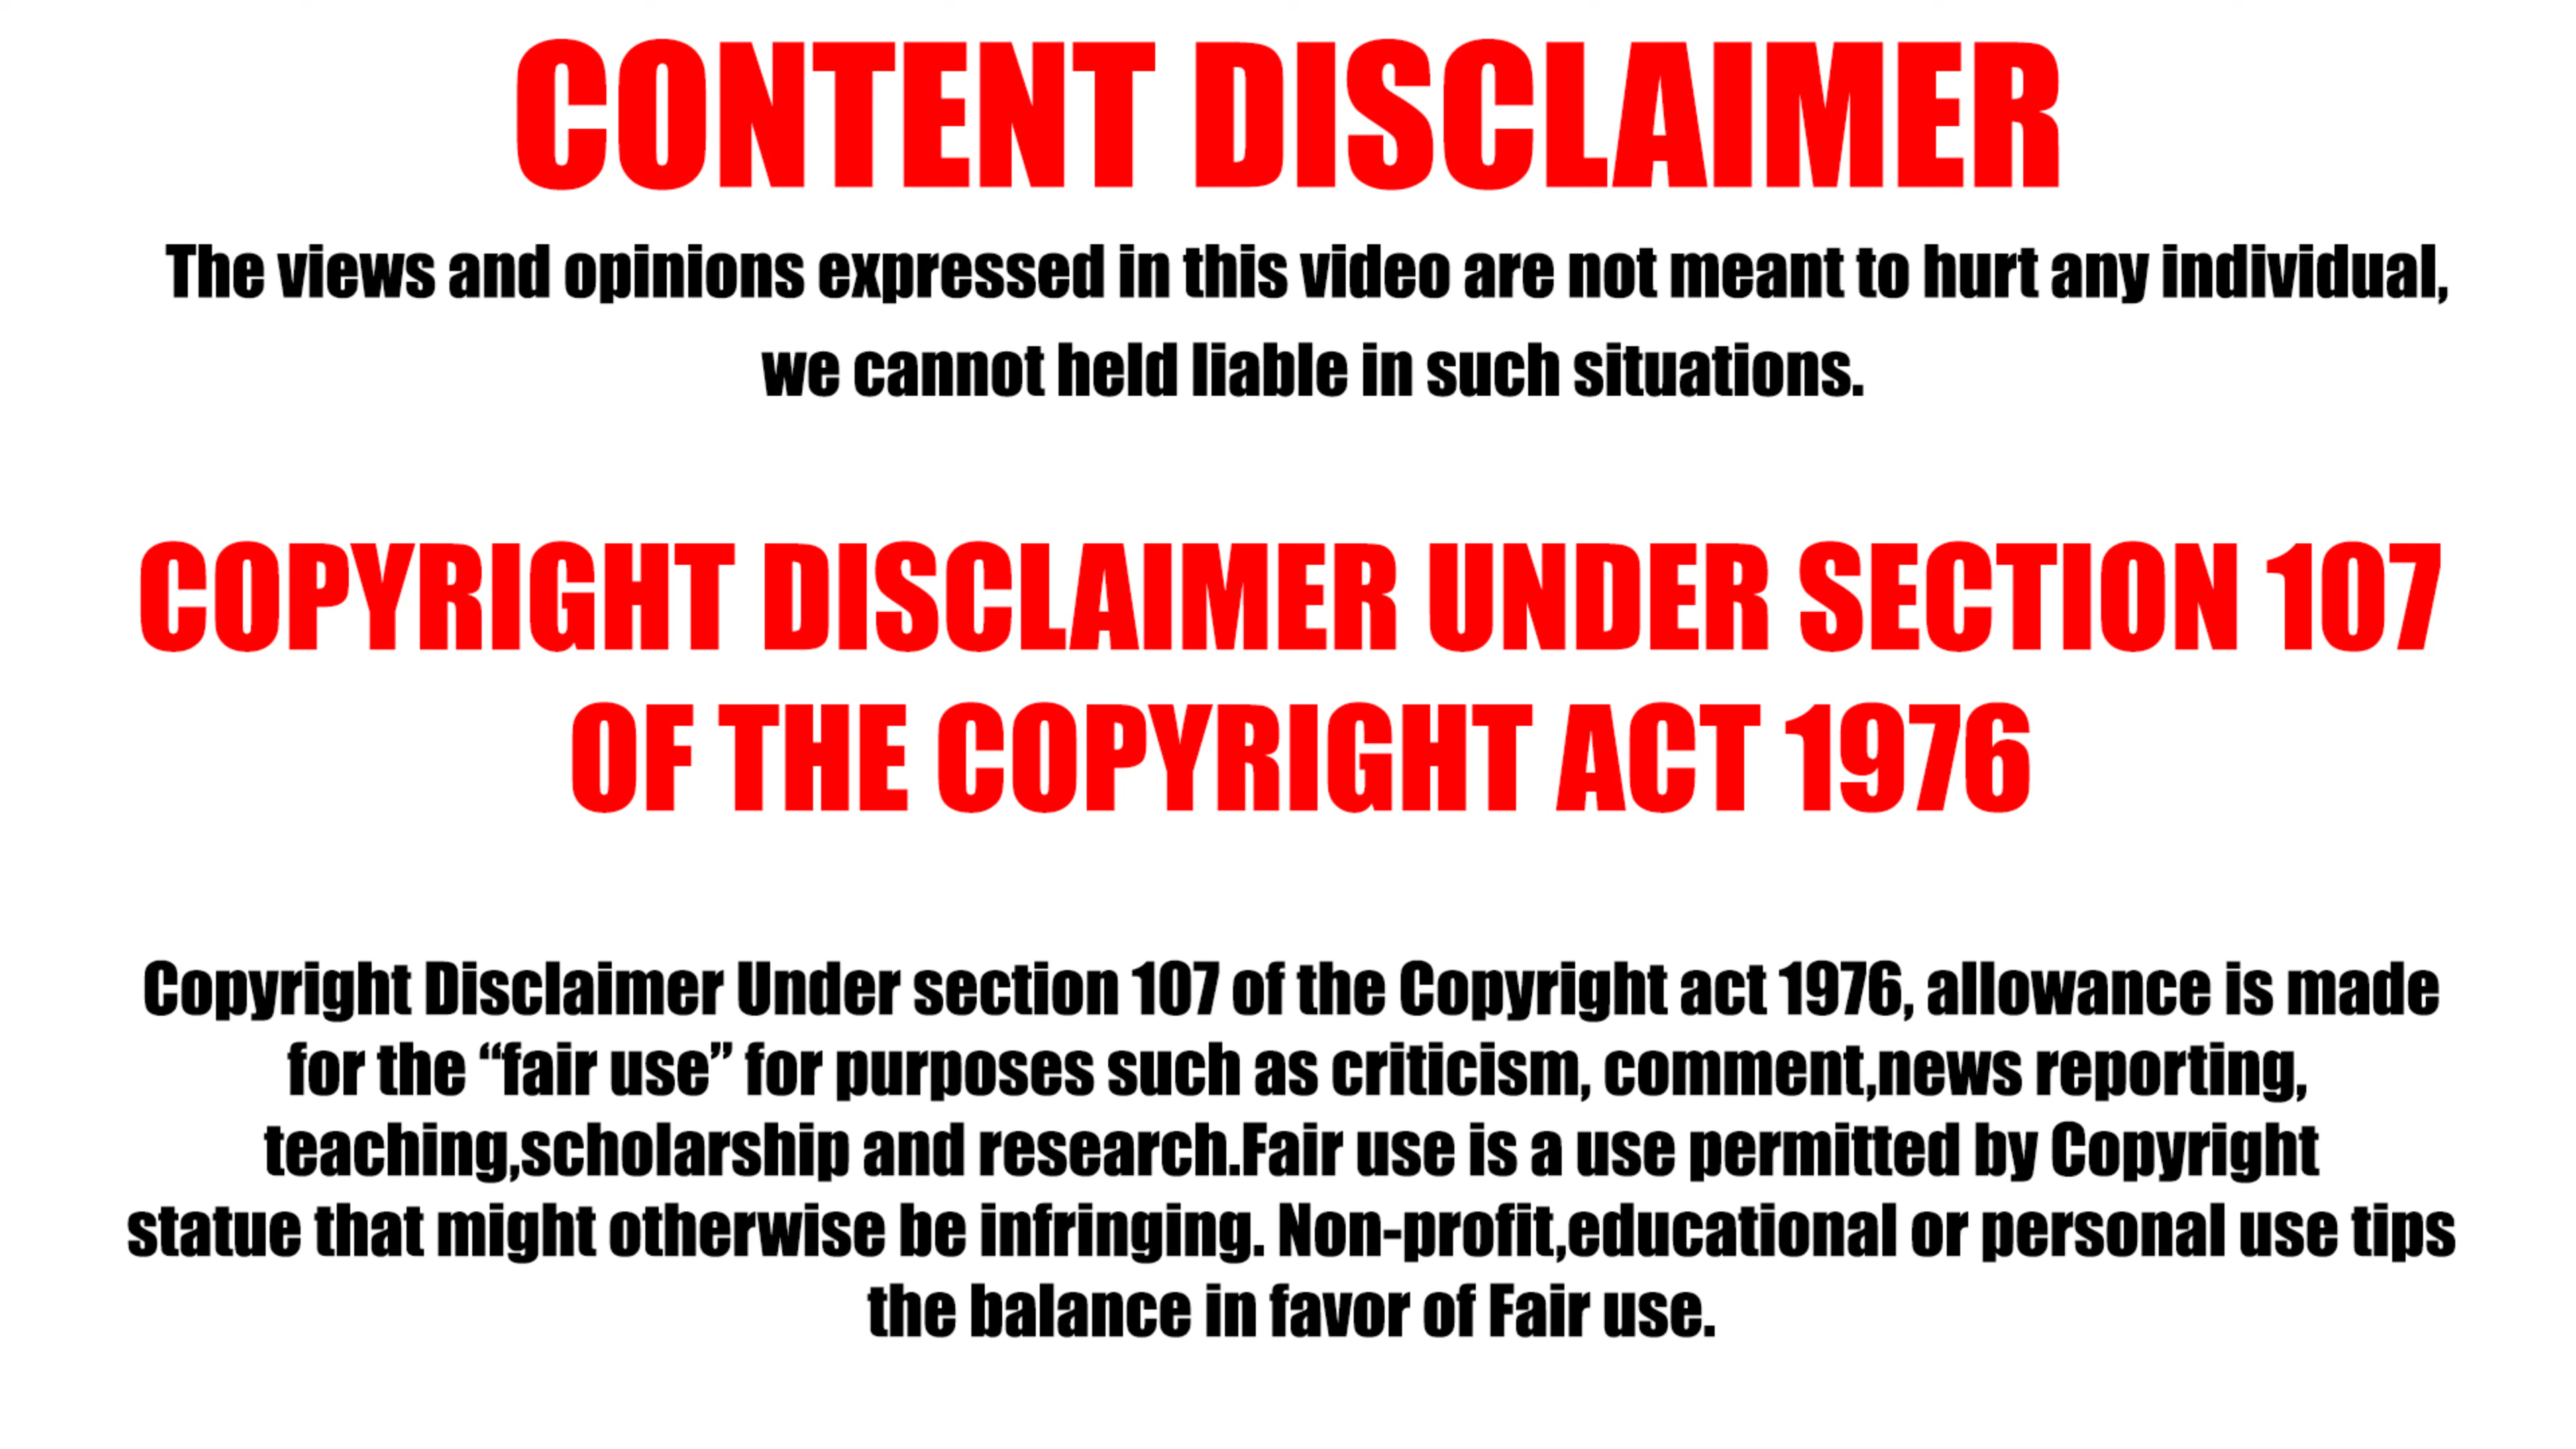 CONTENT DISCLAIMER
The views and opinions expressed in this video are not meant to hurt any individual,
we cannot held liable in such situations.
COPYRIGHT DISCLAIMER UNDER SECTION 107
OF THE COPYRIGHT ACT 1976
Copyright Disclaimer Under section 107 of the Copyright act 1976, allowance is made
for the “fair use” for purposes such as criticism, comment,news reporting,
teaching,scholarship and research.Fair use is a use permitted by Copyright
statue that might otherwise be infringing. Non-profit,educational or personal use tips
the balance in favor of Fair use.